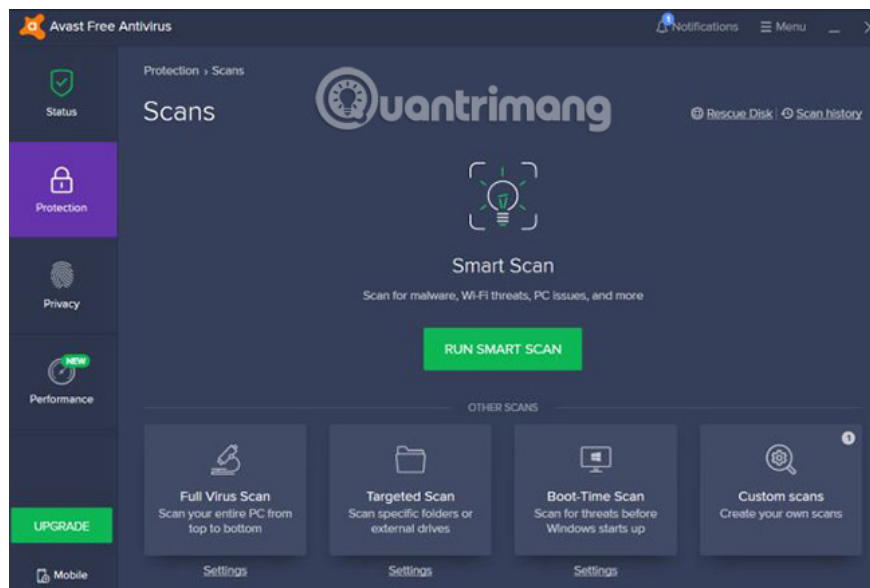 Avast Free Antivirus
1
Notifications
Menu
Status
Protection
Privacy
NEW
Performance
UPGRADE
Mobile
Protection › Scans
Scans
Quantrimang
Rescue Disk
Scan history
Smart Scan
Scan for malware, Wi-Fi threats, PC issues, and more
RUN SMART SCAN
OTHER SCANS
Full Virus Scan
Scan your entire PC from
top to bottom
Settings
Targeted Scan
Scan specific folders or
external drives
Settings
Boot-Time Scan
Scan for threats before
Windows starts up
Settings
1
Custom scans
Create your own scans